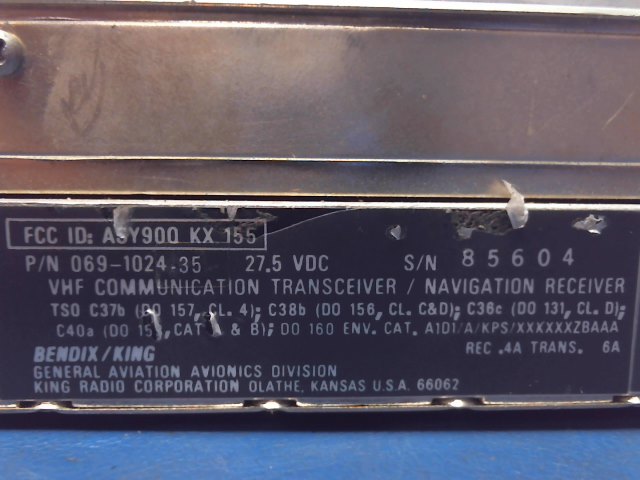 FCC ID: ASY900 KX 155
P/N 069-1024-35 27.5 VDC S/N 85604
VHF COMMUNICATION TRANSCEIVER / NAVIGATION RECEIVER
TSO C37b (DO 157, CL. 4); C38b (DO 156, CL. C&D); C36c (DO 131, CL. D);
C40a (DO CAT & B); DO 160 ENV. CAT. A1D1/A/KPS/XXXXXXZBAAA
REC .4A TRANS. 6A
BENDIX/KING
GENERAL AVIATION AVIONICS DIVISION
KING RADIO CORPORATION OLATHE, KANSAS U.S.A. 66062